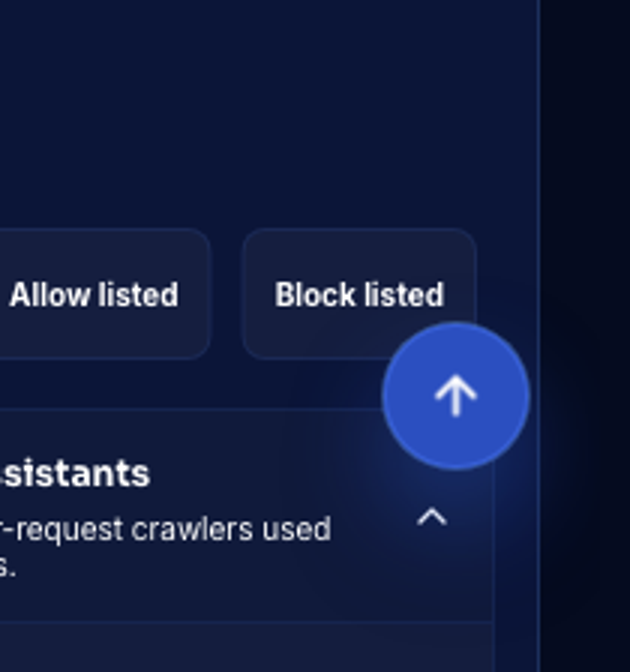 Allow listed
Block listed
sistants
-request crawlers used
s.